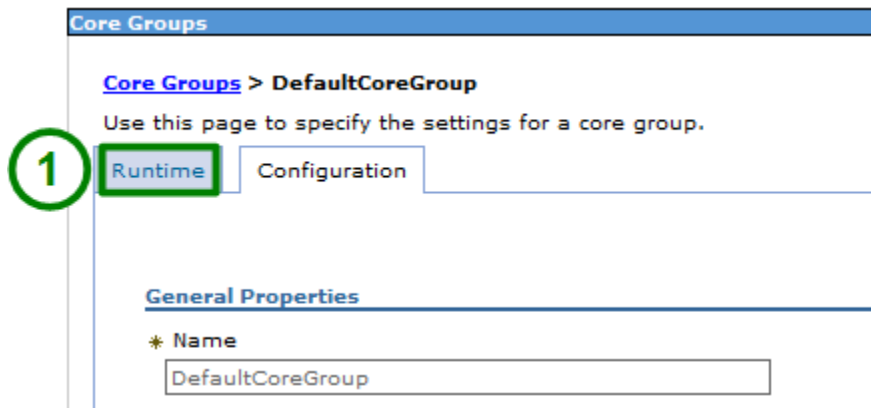 Core Groups
Core Groups > DefaultCoreGroup
Use this page to specify the settings for a core group.
1 Runtime Configuration
General Properties
* Name
DefaultCoreGroup